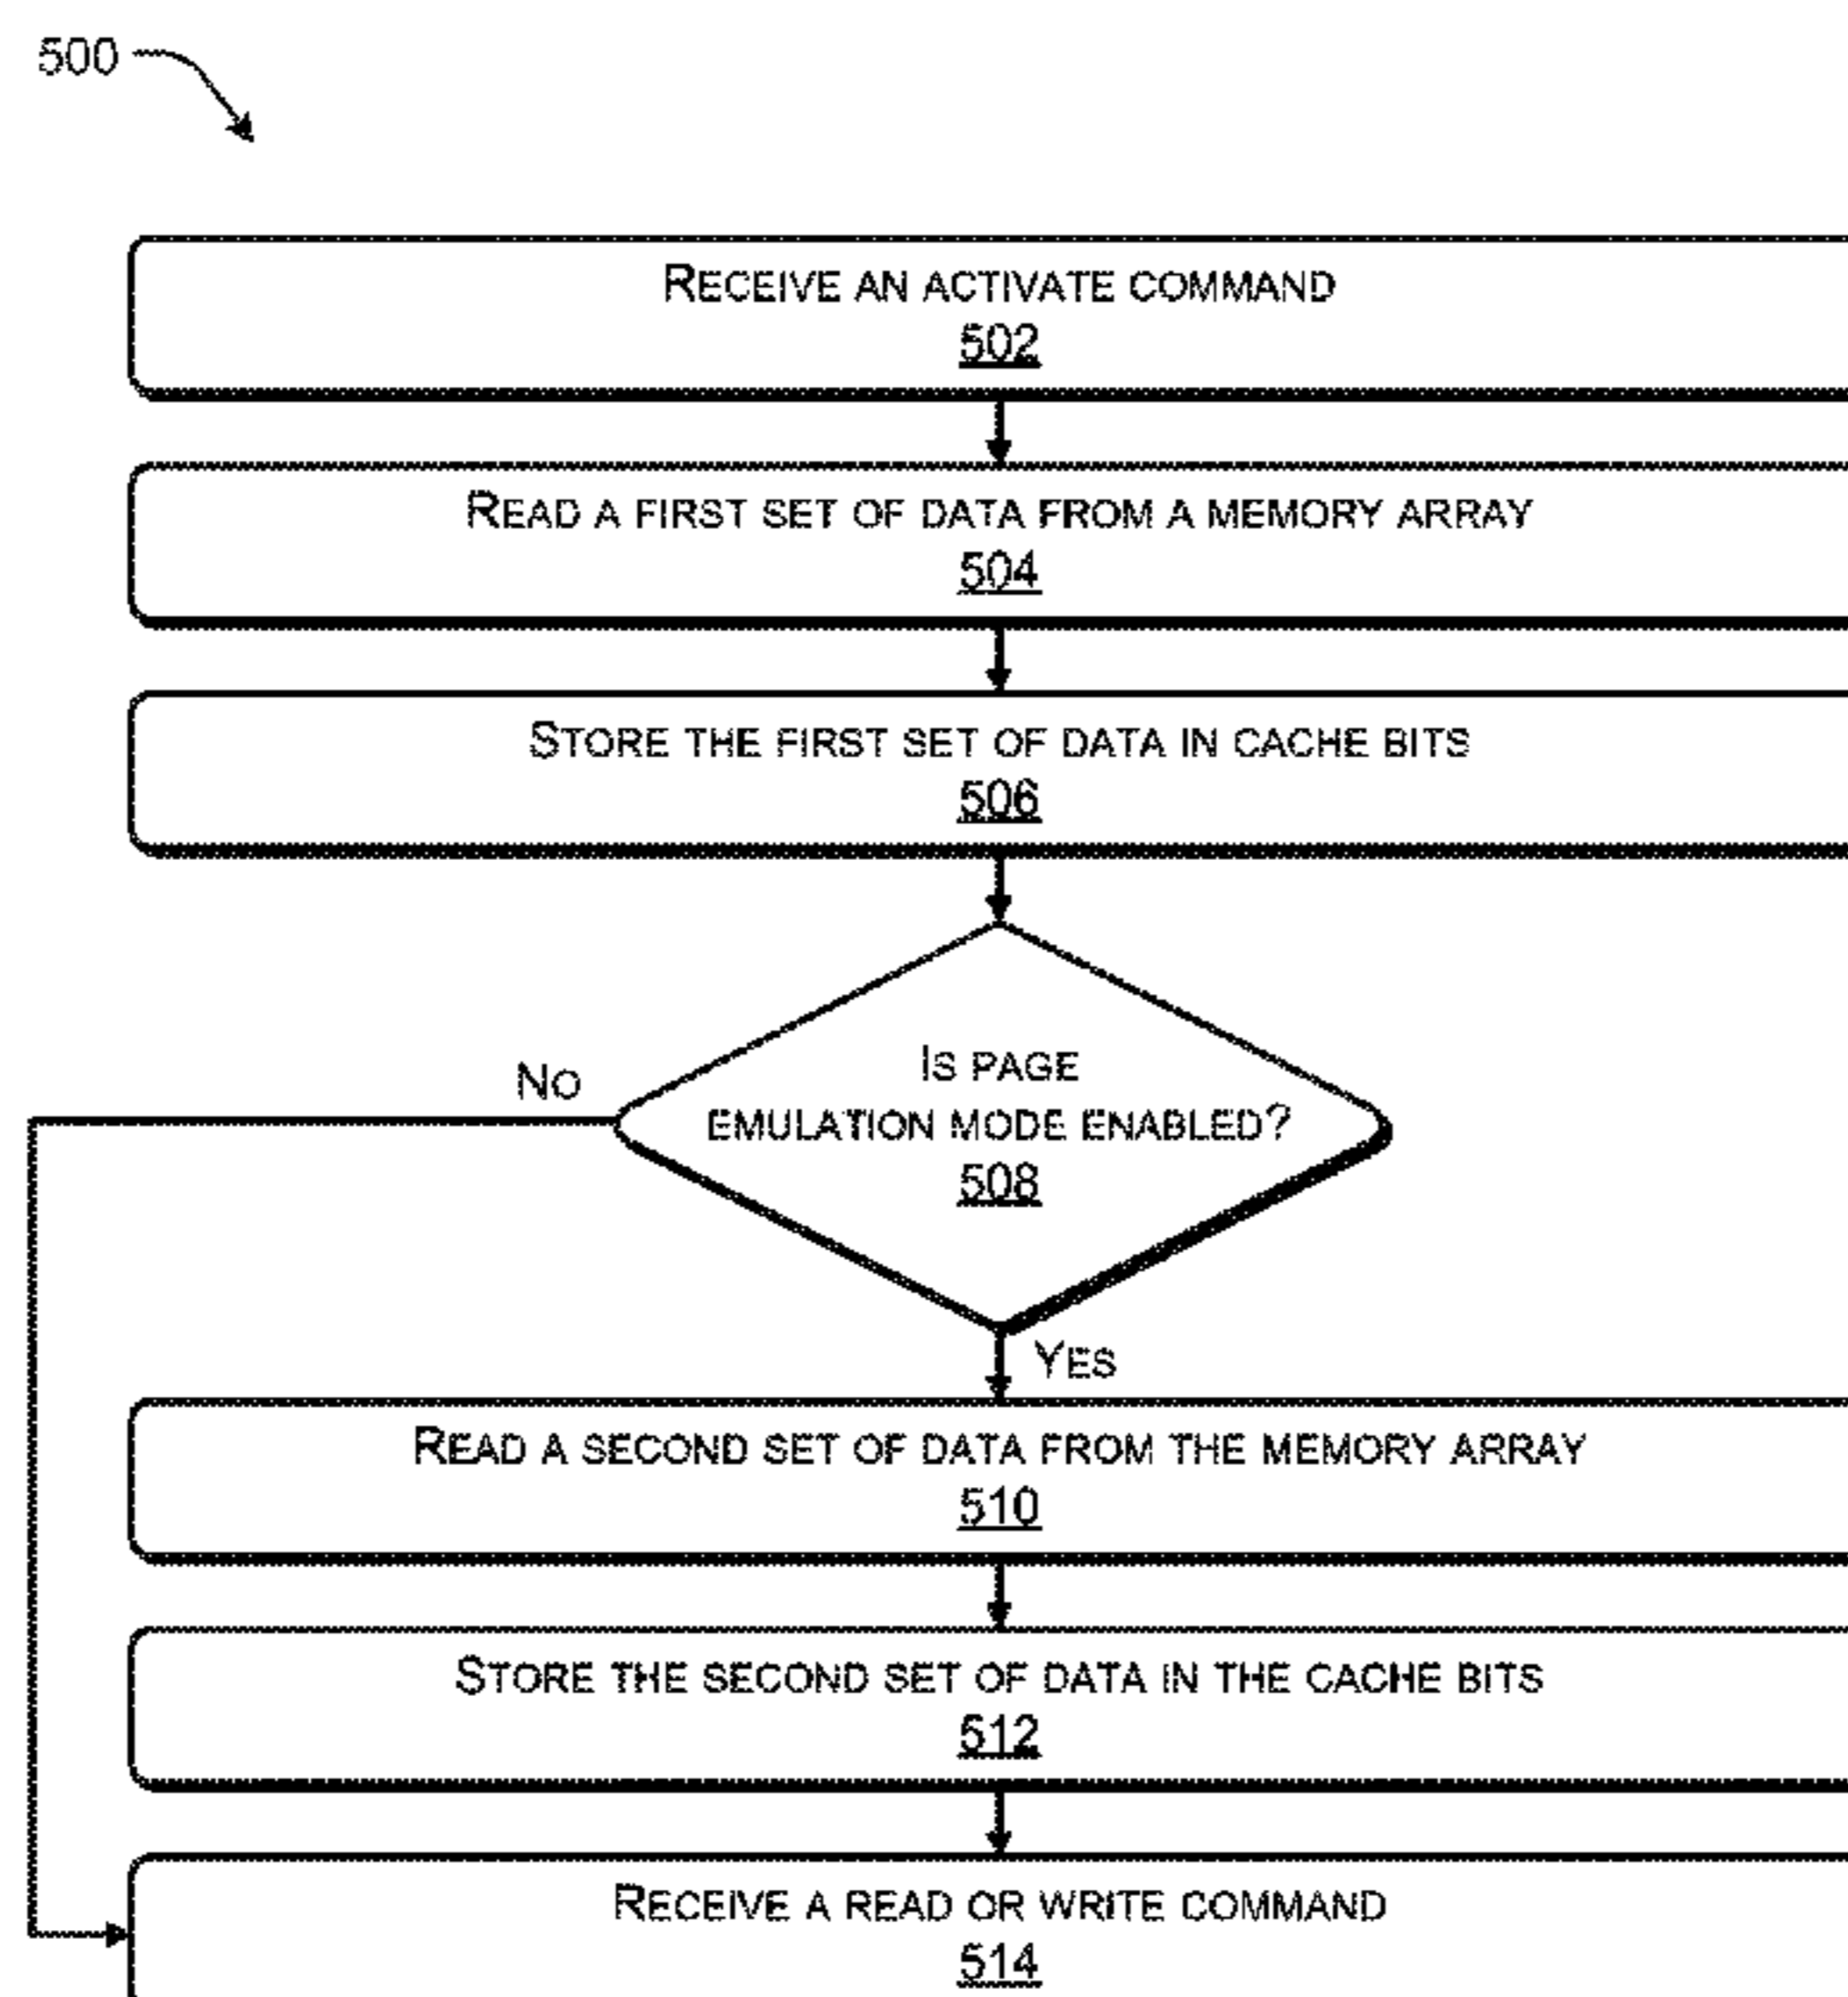 500
RECEIVE AN ACTIVATE COMMAND
502
READ A FIRST SET OF DATA FROM A MEMORY ARRAY
504
STORE THE FIRST SET OF DATA IN CACHE BITS
506
IS PAGE
EMULATION MODE ENABLED?
508
NO
YES
READ A SECOND SET OF DATA FROM THE MEMORY ARRAY
510
STORE THE SECOND SET OF DATA IN THE CACHE BITS
512
RECEIVE A READ OR WRITE COMMAND
514